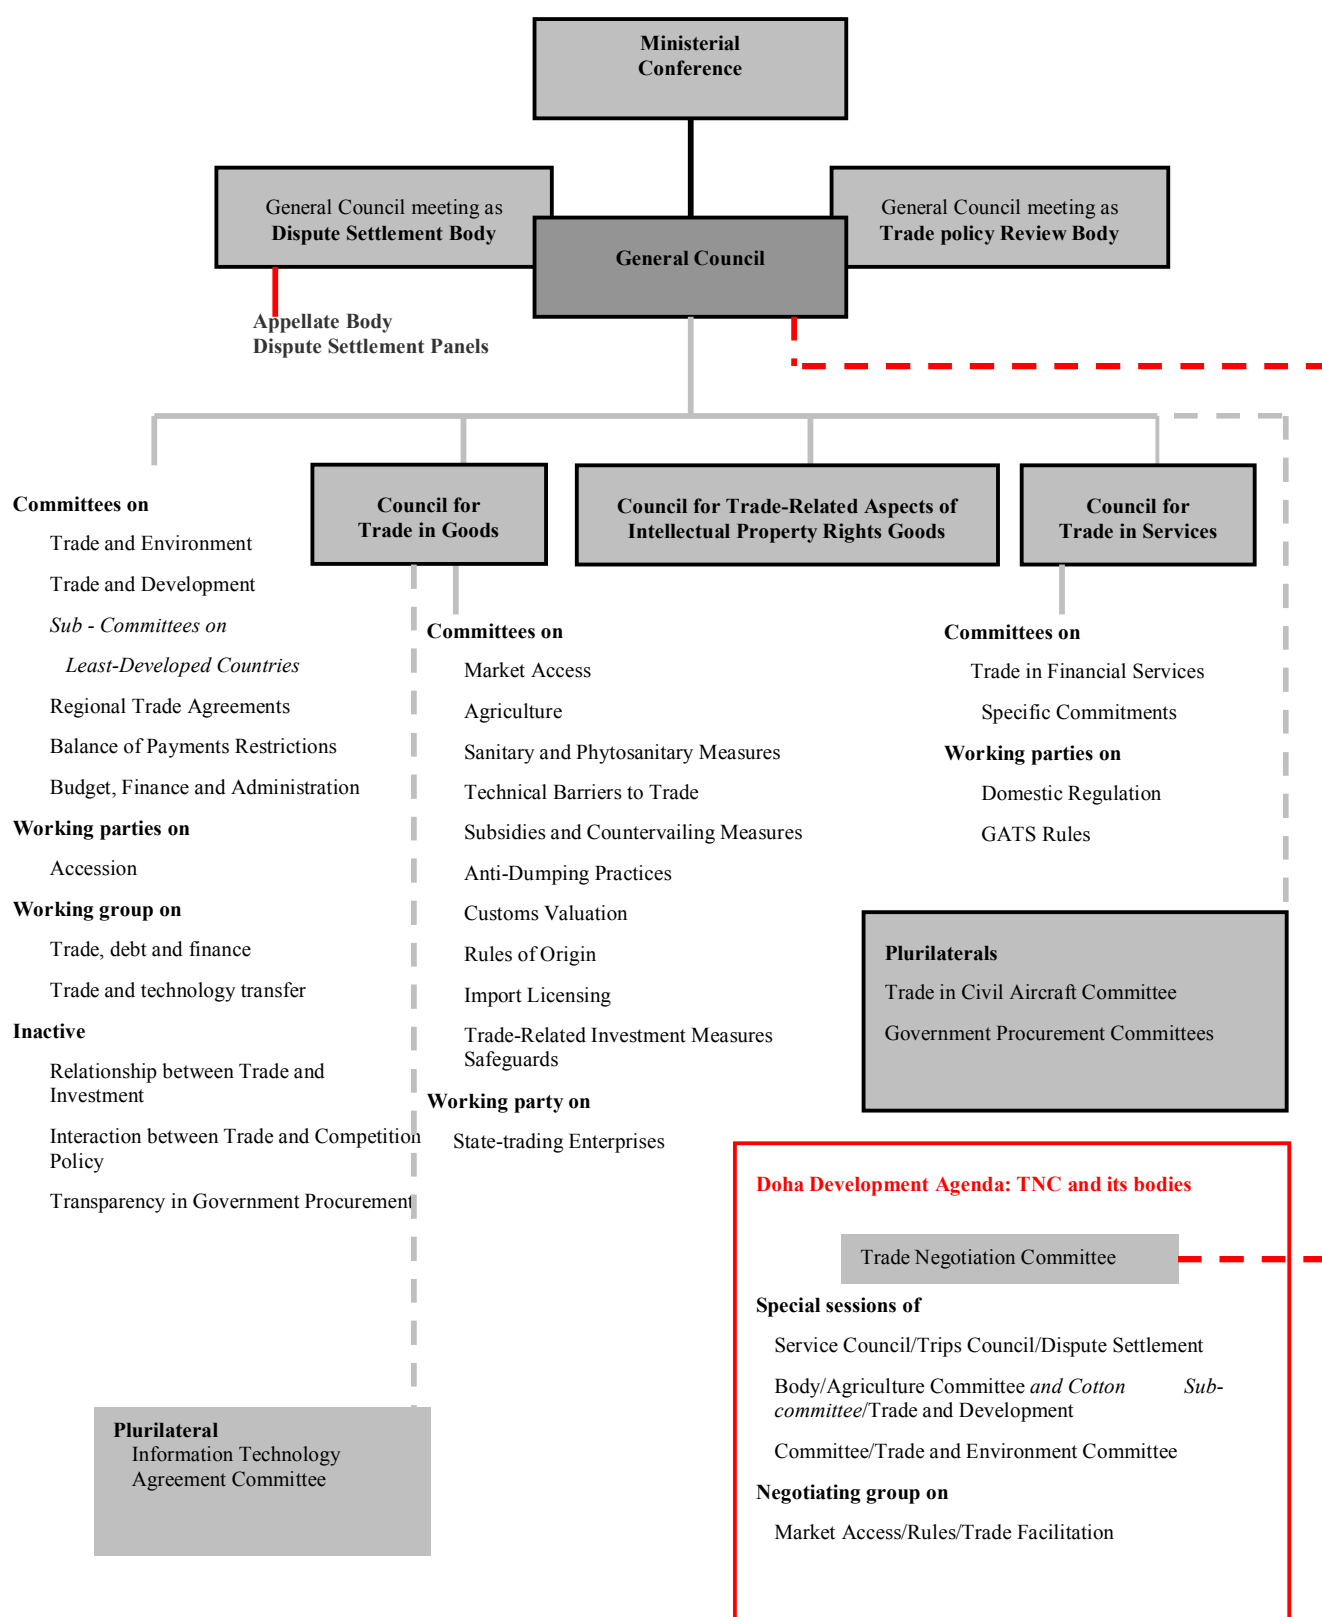 Ministerial
Conference
General Council meeting as
Dispute Settlement Body
General Council
General Council meeting as
Trade policy Review Body
Appellate Body
Dispute Settlement Panels
Committees on
Trade and Environment
Trade and Development
Sub - Committees on
Least-Developed Countries
Regional Trade Agreements
Balance of Payments Restrictions
Budget, Finance and Administration
Working parties on
Accession
Working group on
Trade, debt and finance
Trade and technology transfer
Inactive
Relationship between Trade and
Investment
Interaction between Trade and Competition
Policy
Transparency in Government Procurement
Council for
Trade in Goods
Committees on
Market Access
Agriculture
Sanitary and Phytosanitary Measures
Technical Barriers to Trade
Subsidies and Countervailing Measures
Anti-Dumping Practices
Customs Valuation
Rules of Origin
Import Licensing
Trade-Related Investment Measures
Safeguards
Working party on
State-trading Enterprises
Council for Trade-Related Aspects of
Intellectual Property Rights Goods
Council for
Trade in Services
Committees on
Trade in Financial Services
Specific Commitments
Working parties on
Domestic Regulation
GATS Rules
Plurilaterals
Trade in Civil Aircraft Committee
Government Procurement Committees
Doha Development Agenda: TNC and its bodies
Trade Negotiation Committee
Special sessions of
Service Council/Trips Council/Dispute Settlement
Body/Agriculture Committee and Cotton Sub-
committee/Trade and Development
Committee/Trade and Environment Committee
Negotiating group on
Market Access/Rules/Trade Facilitation
Plurilateral
Information Technology
Agreement Committee